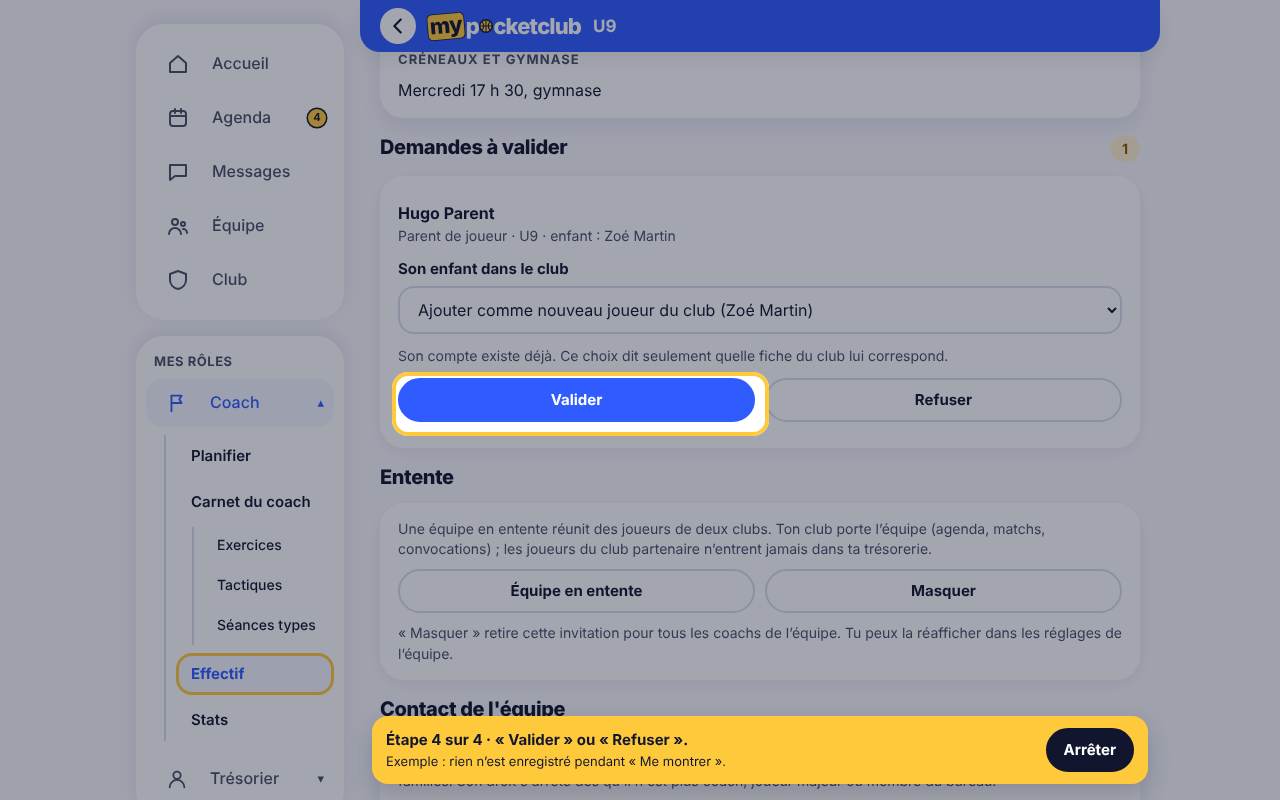 Accueil
Agenda
4
Messages
Équipe
Club
MES RÔLES
Coach
Planifier
Carnet du coach
Exercices
Tactiques
Séances types
Effectif
Stats
Trésorier
mypocketclub U9
CRÉNEAUX ET GYMNASE
Mercredi 17 h 30, gymnase
Demandes à valider
1
Hugo Parent
Parent de joueur · U9 · enfant : Zoé Martin
Son enfant dans le club
Ajouter comme nouveau joueur du club (Zoé Martin)
Son compte existe déjà. Ce choix dit seulement quelle fiche du club lui correspond.
Valider
Refuser
Entente
Une équipe en entente réunit des joueurs de deux clubs. Ton club porte l’équipe (agenda, matchs,
convocations) ; les joueurs du club partenaire n’entrent jamais dans ta trésorerie.
Équipe en entente
Masquer
« Masquer » retire cette invitation pour tous les coachs de l’équipe. Tu peux la réafficher dans les réglages de
l’équipe.
Contact de l'équipe
Étape 4 sur 4 · « Valider » ou « Refuser ».
Exemple : rien n’est enregistré pendant « Me montrer ».
Arrêter